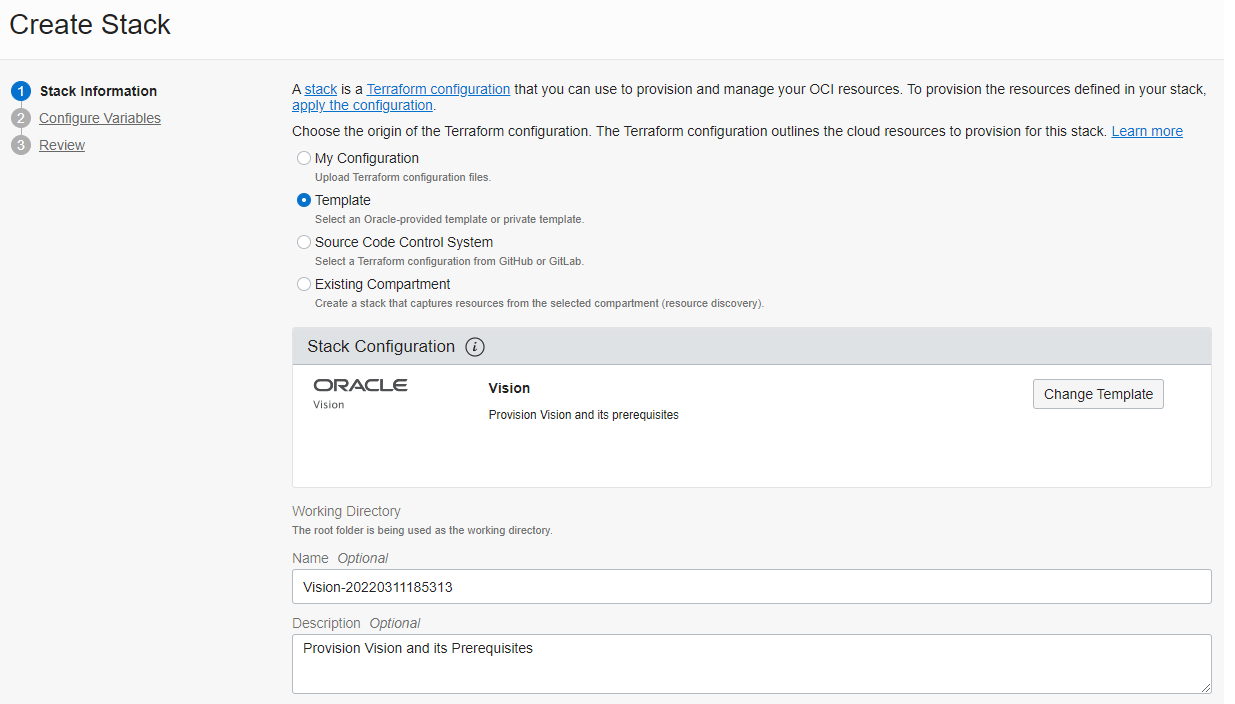 Create Stack
1 Stack Information
2 Configure Variables
3 Review
A stack is a Terraform configuration that you can use to provision and manage your OCI resources. To provision the resources defined in your stack,
apply the configuration.
Choose the origin of the Terraform configuration. The Terraform configuration outlines the cloud resources to provision for this stack. Learn more
My Configuration
Upload Terraform configuration files.
Template
Select an Oracle-provided template or private template.
Source Code Control System
Select a Terraform configuration from GitHub or GitLab.
Existing Compartment
Create a stack that captures resources from the selected compartment (resource discovery).
Stack Configuration i
ORACLE
Vision
Vision
Provision Vision and its prerequisites
Change Template
Working Directory
The root folder is being used as the working directory.
Name Optional
Vision-20220311185313
Description Optional
Provision Vision and its Prerequisites